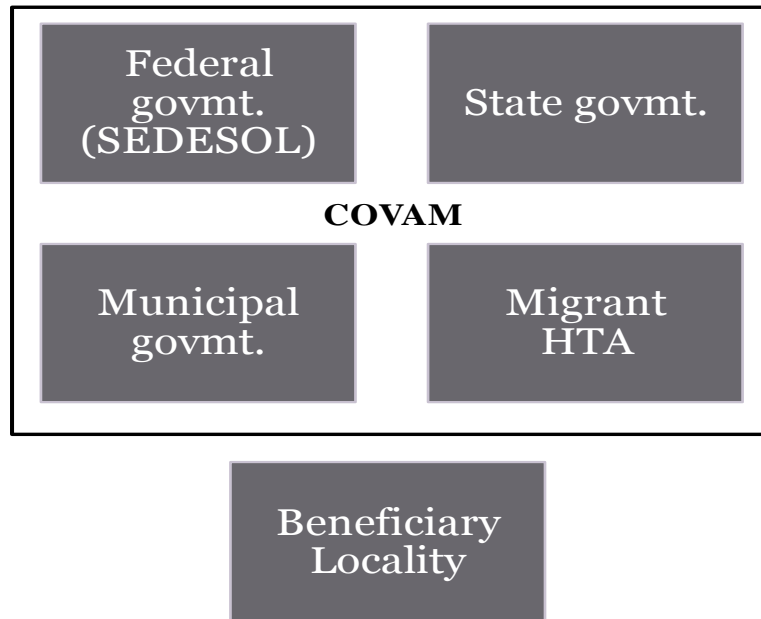 Federal
govmt.
(SEDESOL)
State govmt.
COVAM
Municipal
govmt.
Migrant
HTA
Beneficiary
Locality